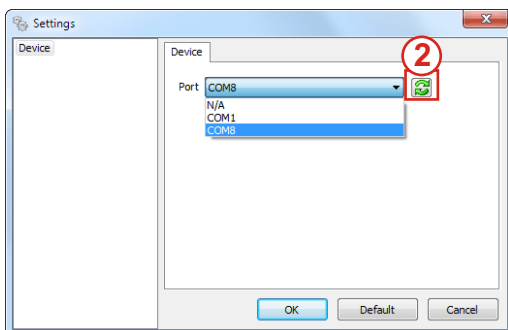 Settings
Device
Device
2
Port COM8
N/A
COM1
COM8
OK Default Cancel